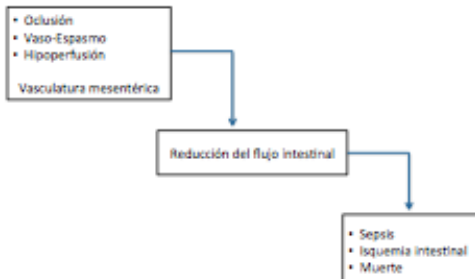 • Oclusión
• Vaso-Espasmo
• Hipoperfusión
Vasculatura mesentérica
Reducción del flujo intestinal
• Sepsis
• Isquemia intestinal
• Muerte